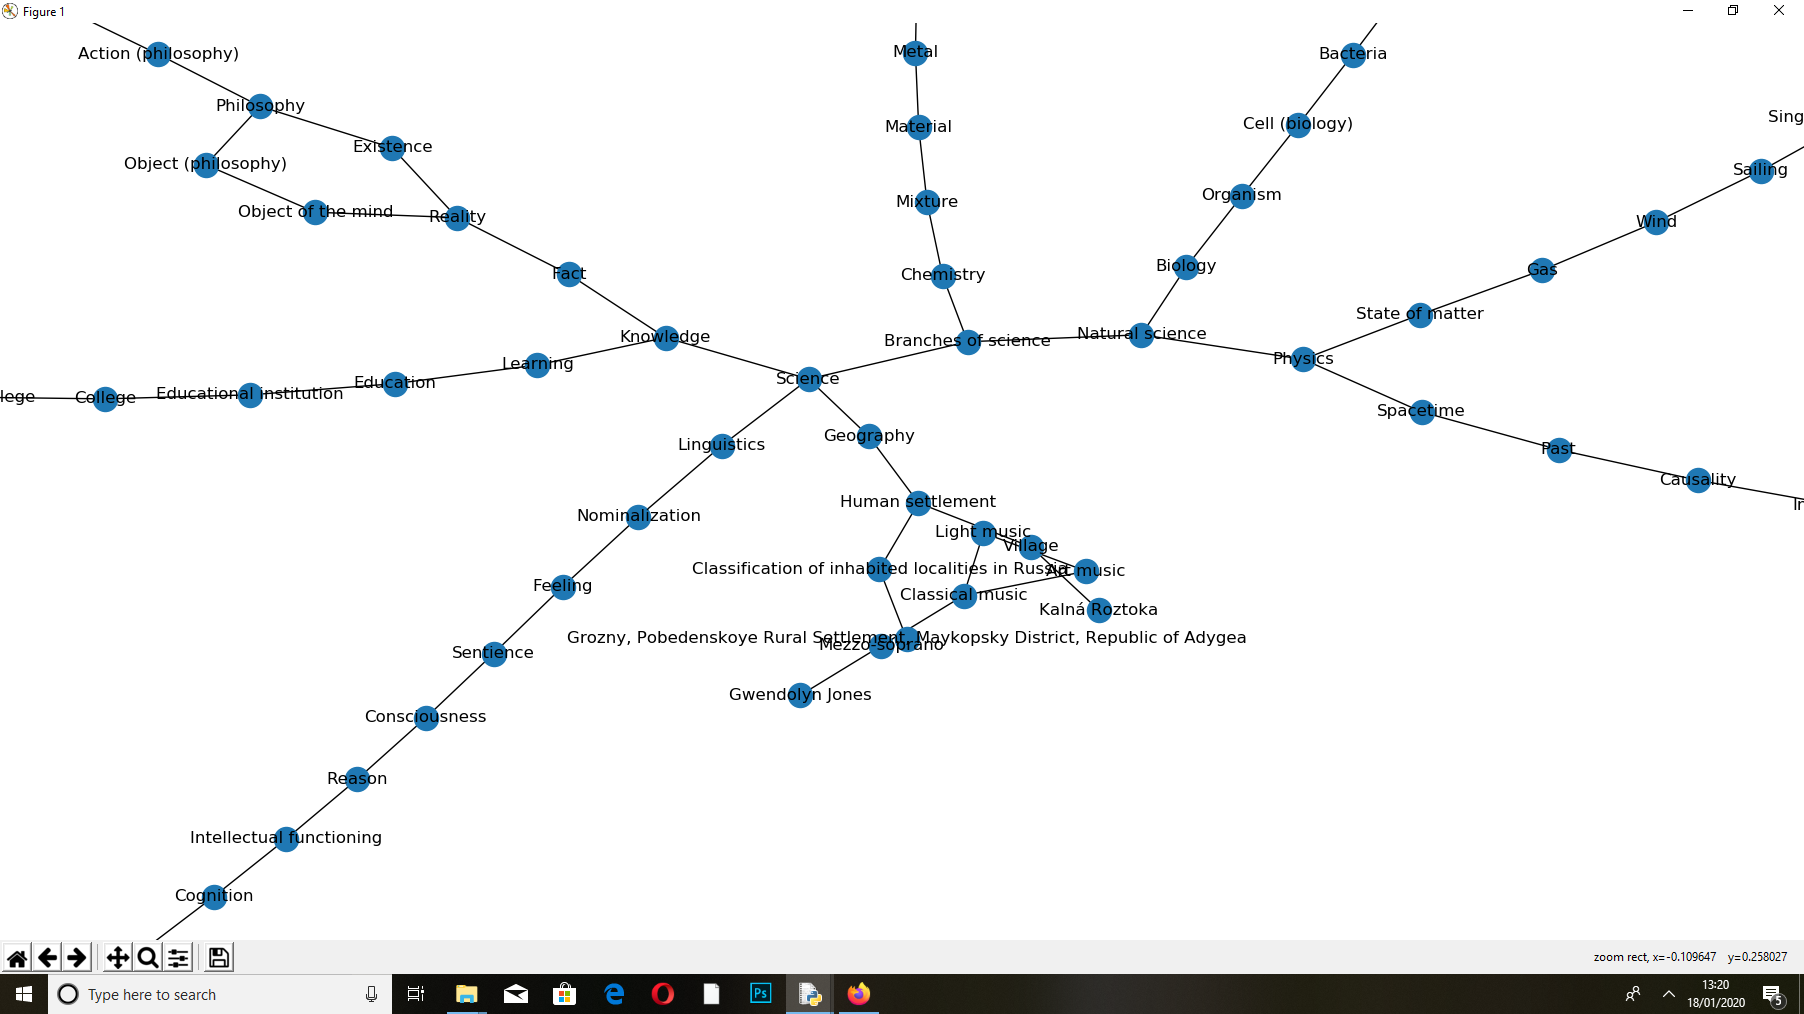 Figure 1
Action (philosophy)
Metal
Bacteria
Philosophy
Sing
Material
Cell (biology)
Existence
Object (philosophy)
Sailing
Organism
Mixture
Object of the mind
Reality
Wind
Biology
Gas
Fact
Chemistry
State of matter
Knowledge
Branches of science
Natural science
Physics
Learning
Science
Education
Educational institution
College
lege
Spacetime
Geography
Linguistics
Past
Causality
Human settlement
In
Nominalization
Light music
Village
Classification of inhabited localities in Russia
Art music
Feeling
Classical music
Kalná Roztoka
Grozny, Pobedenskoye Rural Settlement, Maykopsky District, Republic of Adygea
Mezzo-soprano
Sentience
Gwendolyn Jones
Consciousness
Reason
Intellectual functioning
Cognition
zoom rect, x=-0.109647 y=0.258027
Type here to search
Ps
13:20
18/01/2020
5